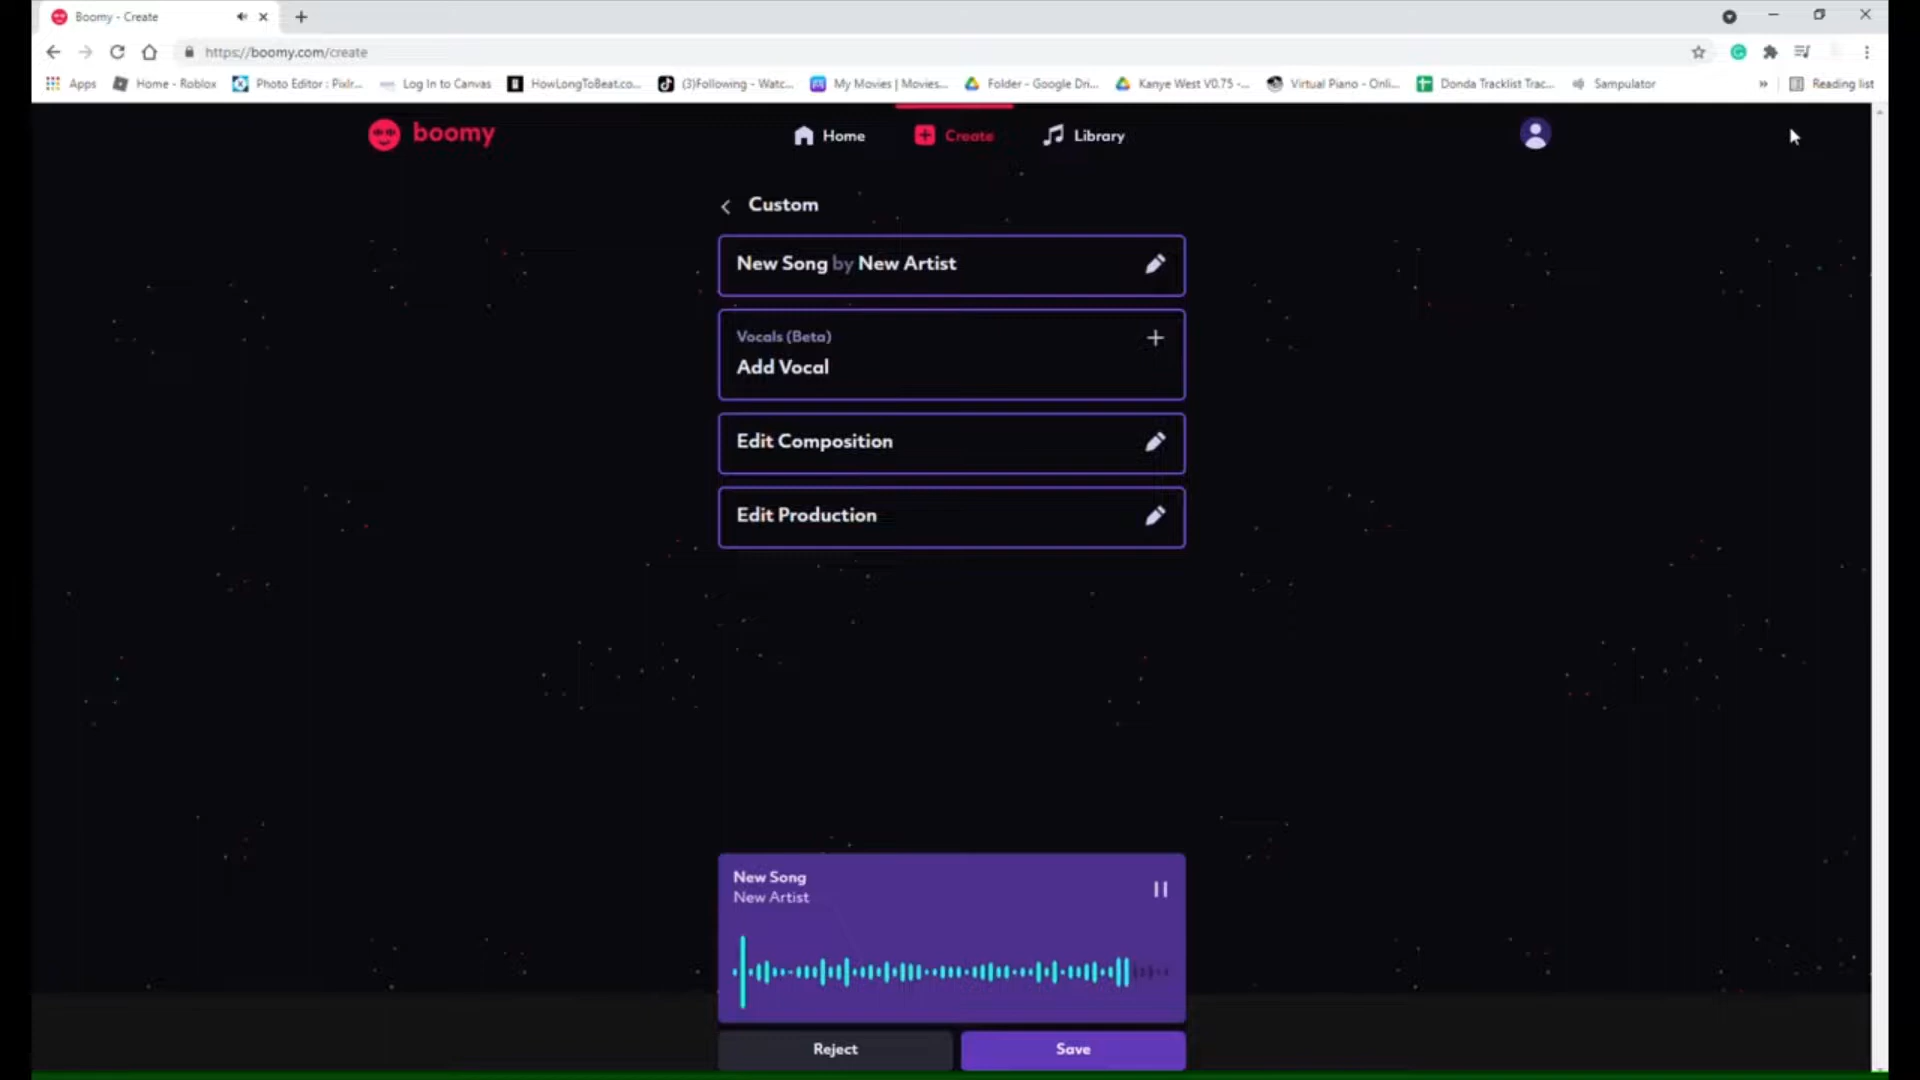 Boomy - Create
https://boomy.com/create
Apps Home - Roblox Photo Editor : Pixlr... Log In to Canvas HowLongToBeat.co... (3)Following - Watc... My Movies | Movies... Folder - Google Dri... Kanye West V0.75 -... Virtual Piano - Onli... Donda Tracklist Trac... Sampulator » Reading list
boomy Home Create Library
Custom
New Song by New Artist
Vocals (Beta)
Add Vocal
Edit Composition
Edit Production
New Song
New Artist
Reject Save